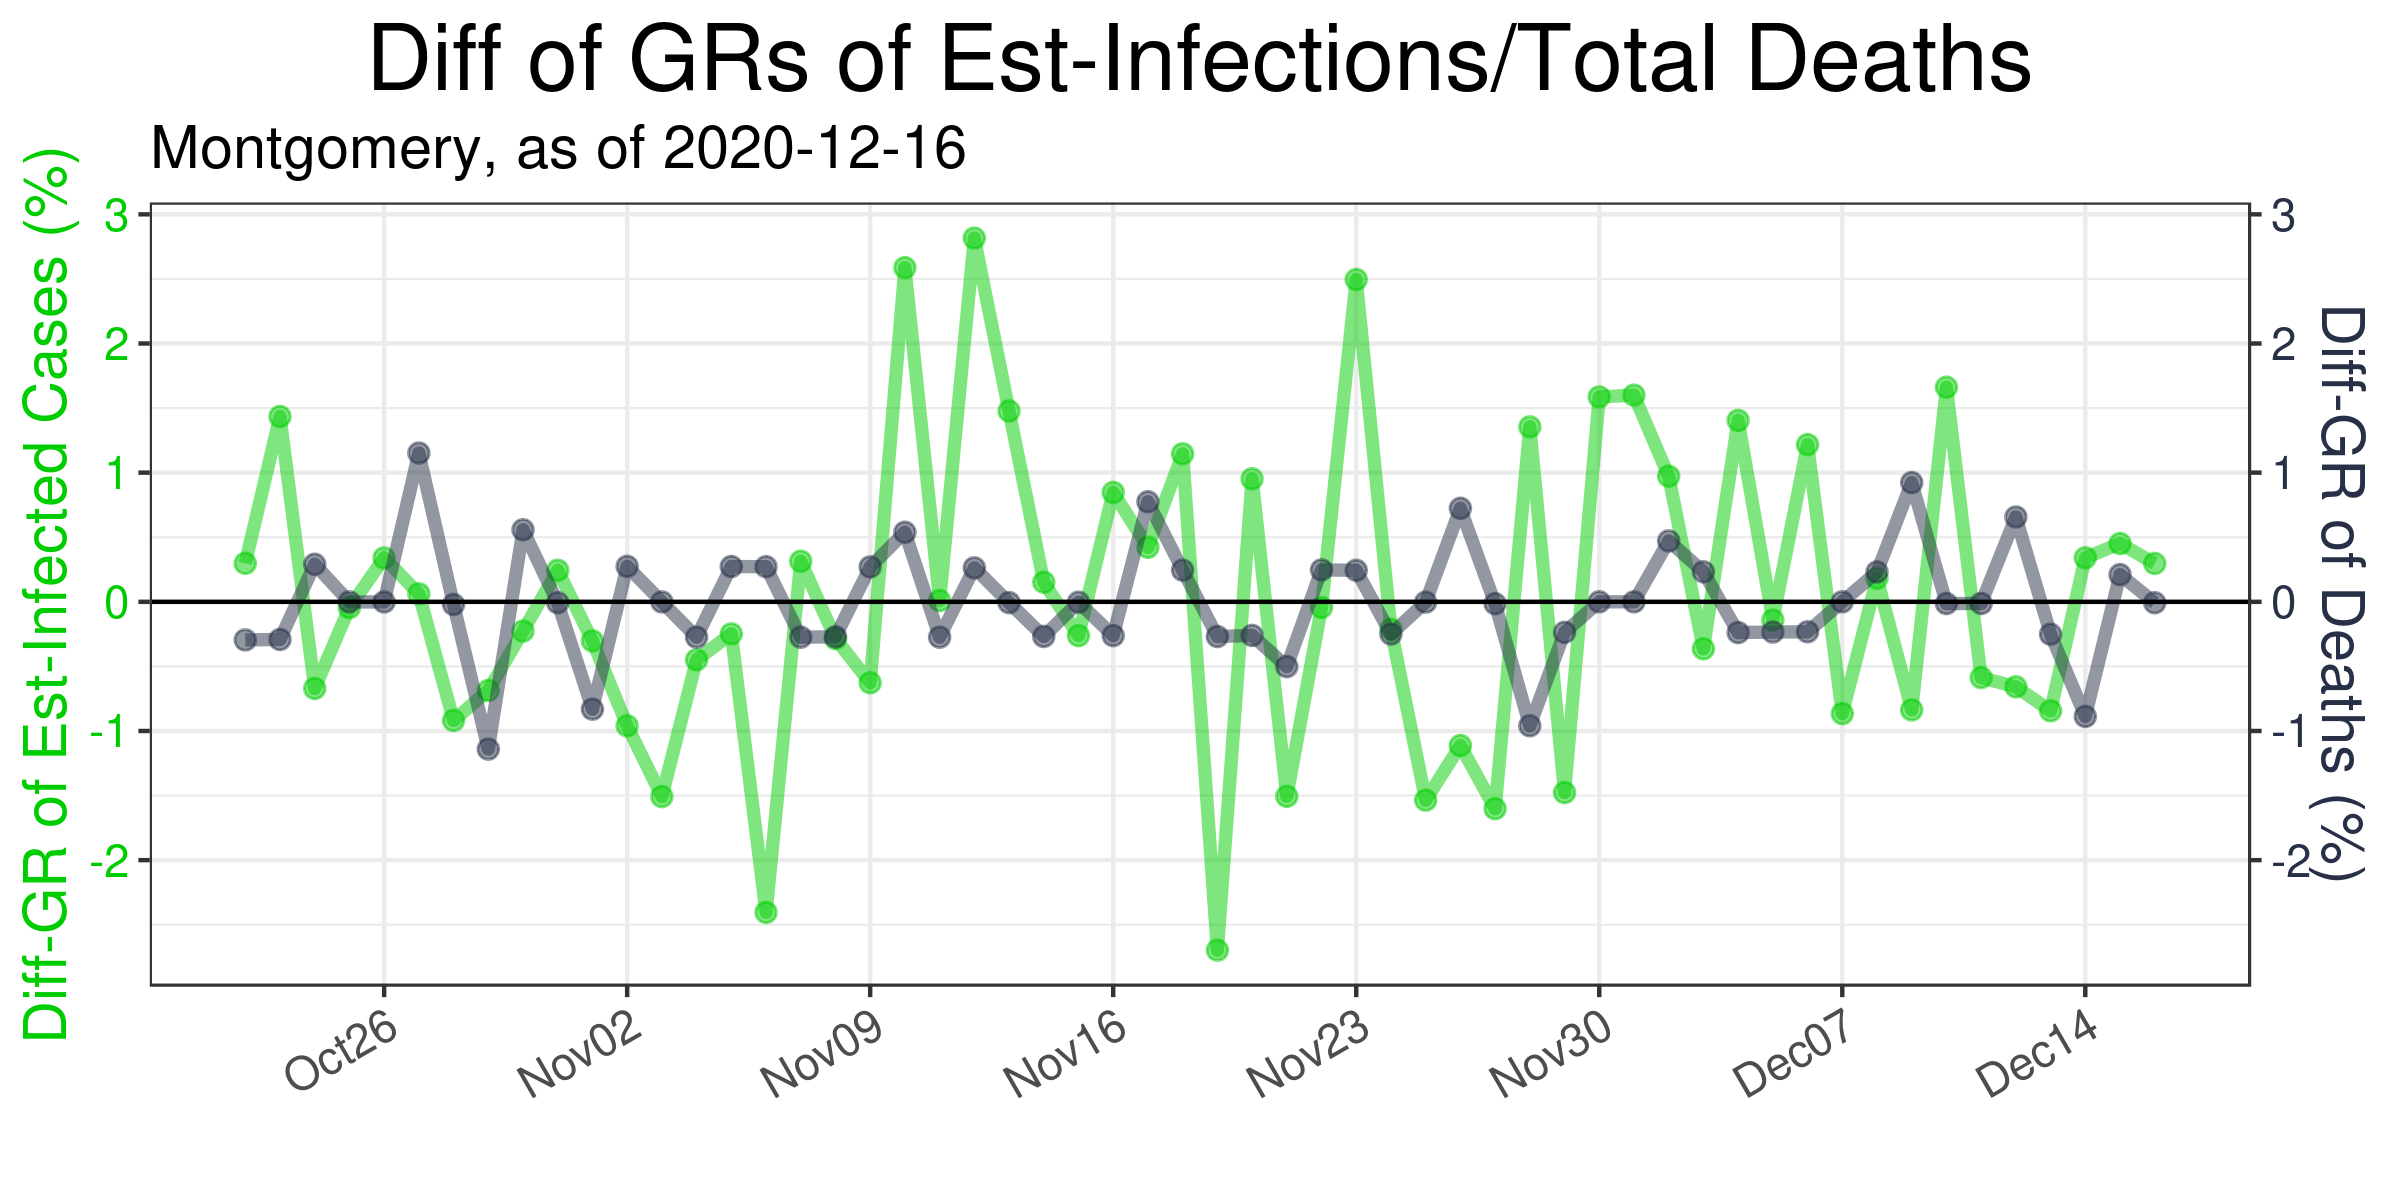 Diff of GRs of Est-Infections/Total Deaths
Montgomery, as of 2020-12-16
Diff-GR of Est-Infected Cases (%)
3
2
1
0
-1
-2
3
2
1
0
-1
-2
Diff-GR of Deaths (%)
Oct26
Nov02
Nov09
Nov16
Nov23
Nov30
Dec07
Dec14